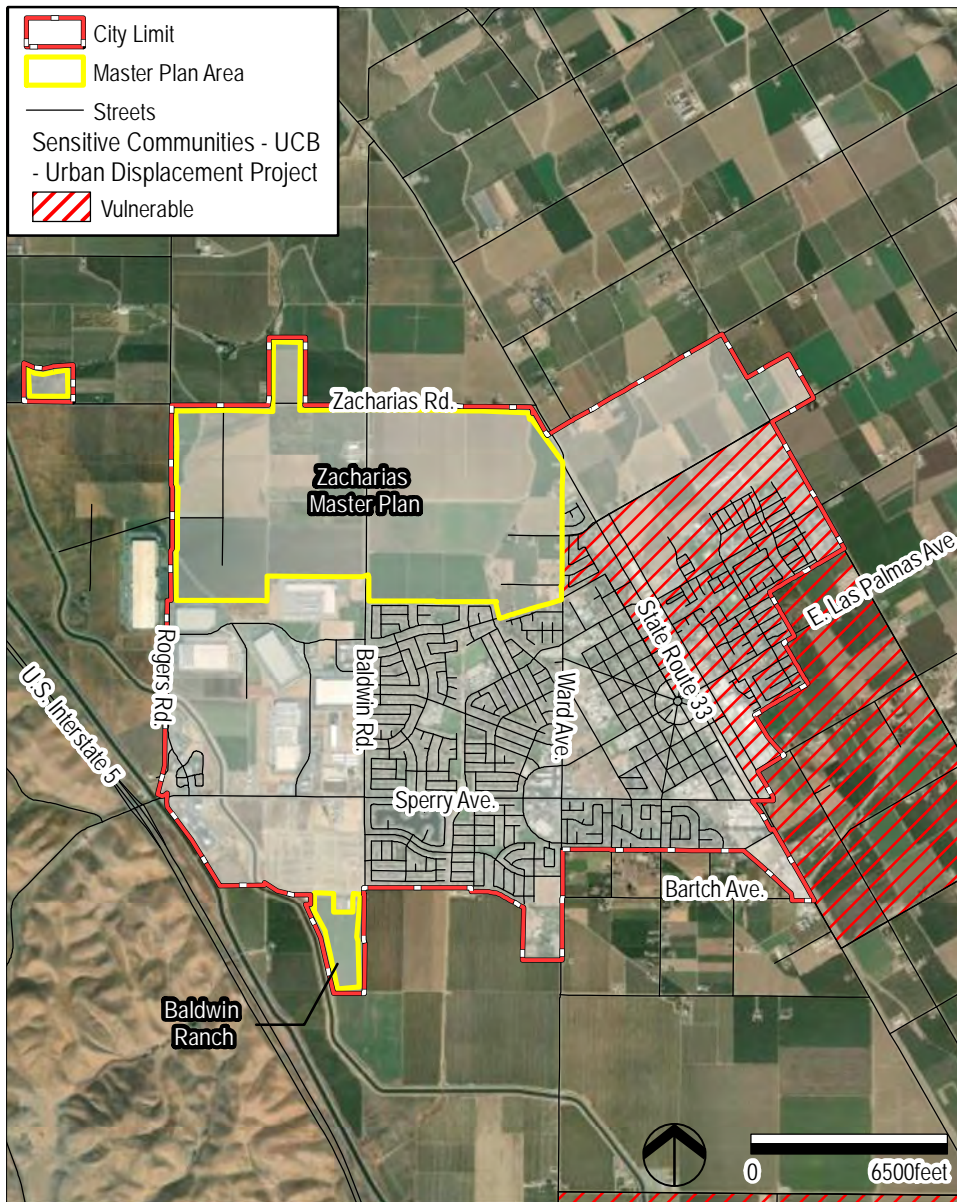 City Limit
Master Plan Area
Streets
Sensitive Communities - UCB
- Urban Displacement Project
Vulnerable
Zacharias Rd.
Zacharias
Master Plan
E. Las Palmas Ave
State Route 33
Rogers Rd.
Baldwin Rd.
Ward Ave.
U.S. Interstate 5
Sperry Ave.
Bartch Ave.
Baldwin
Ranch
0
6500feet